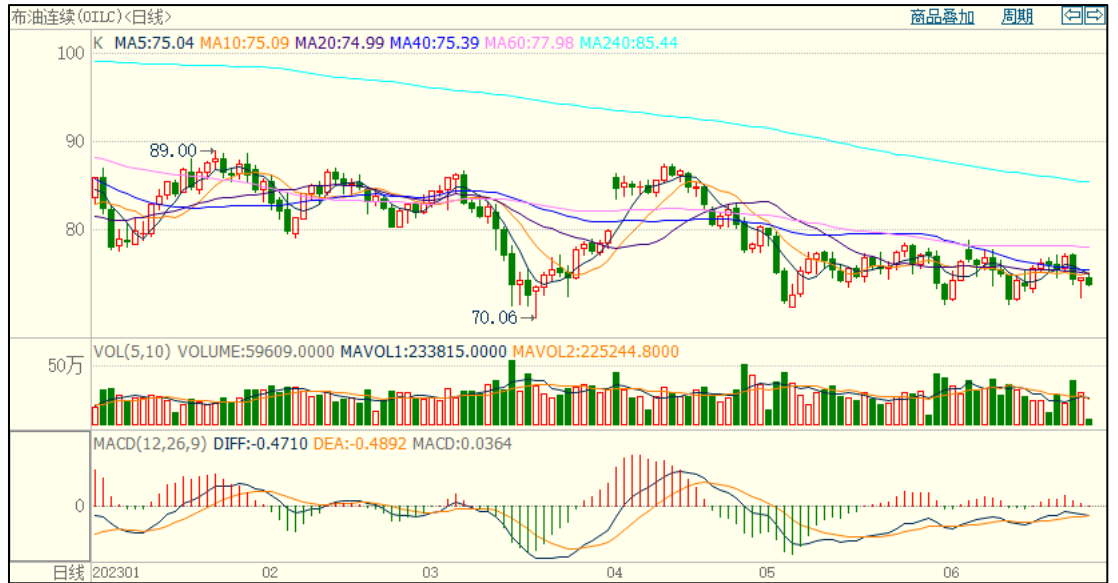 布油连续(OILC)<日线> 商品叠加 周期
K MA5:75.04 MA10:75.09 MA20:74.99 MA40:75.39 MA60:77.98 MA240:85.44
100
90
89.00
80
70.06
VOL(5,10) VOLUME:59609.0000 MAVOL1:233815.0000 MAVOL2:225244.8000
50万
MACD(12,26,9) DIFF:-0.4710 DEA:-0.4892 MACD:0.0364
0
日线 202301 02 03 04 05 06